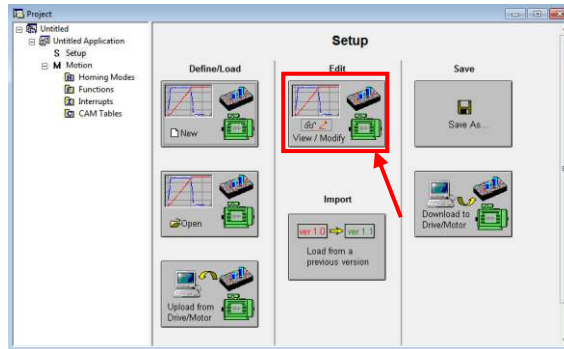 Project
Untitled
Untitled Application
S Setup
M Motion
Homing Modes
Functions
Interrupts
CAM Tables
Setup
Define/Load
New
Open
Upload from
Drive/Motor
Edit
View / Modify
Import
ver 1.0
ver 1.1
Load from a
previous version
Save
Save As...
Download to
Drive/Motor